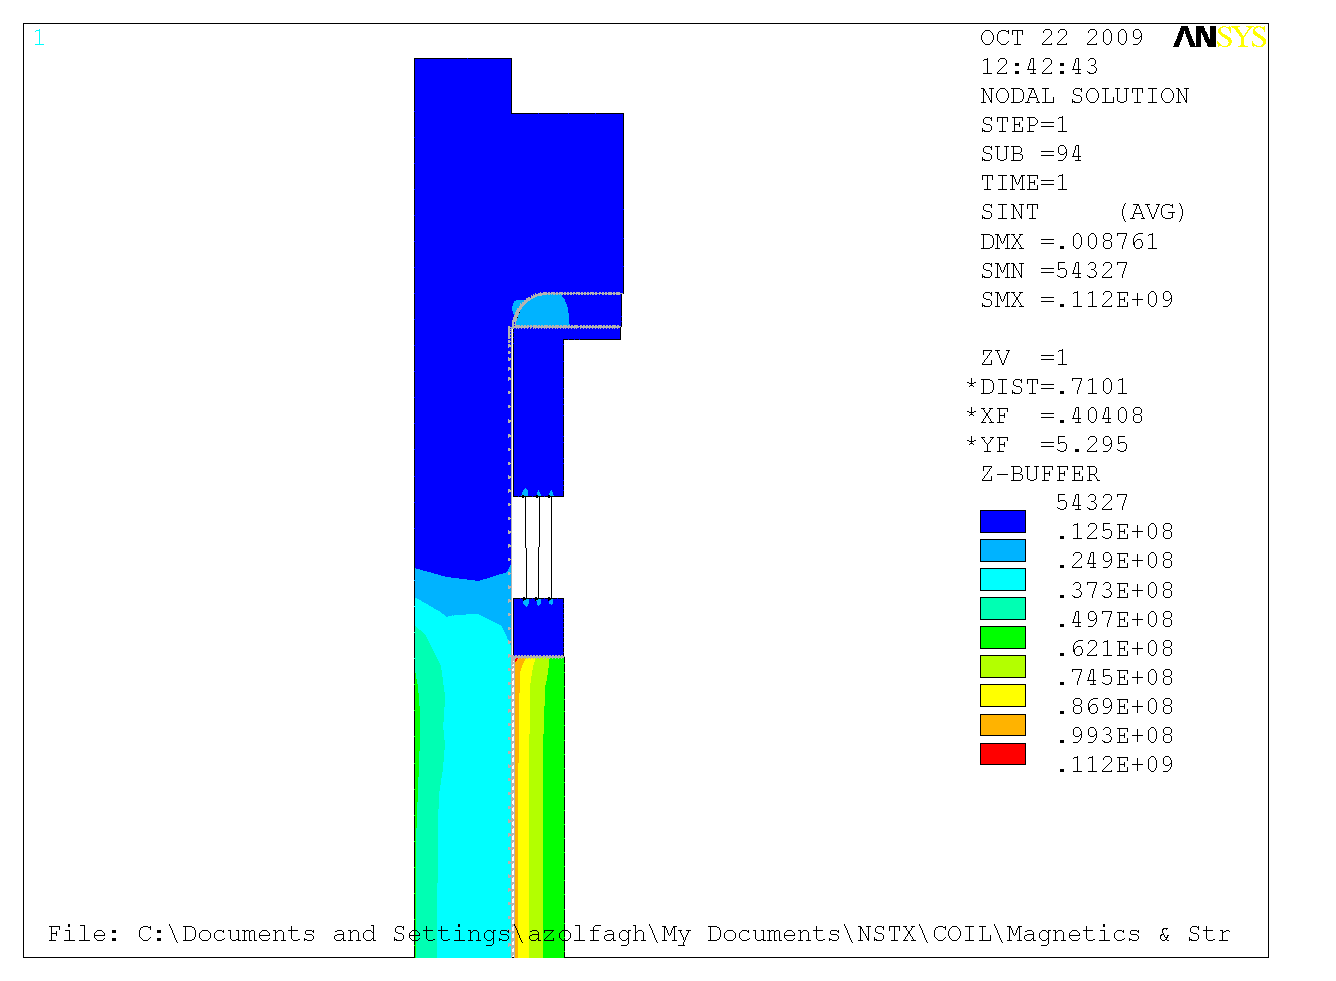 1
OCT 22 2009 ANSYS
12:42:43
NODAL SOLUTION
STEP=1
SUB =94
TIME=1
SINT (AVG)
DMX =.008761
SMN =54327
SMX =.112E+09
ZV =1
*DIST=.7101
*XF =.40408
*YF =5.295
Z-BUFFER
54327
.125E+08
.249E+08
.373E+08
.497E+08
.621E+08
.745E+08
.869E+08
.993E+08
.112E+09
File: C:\Documents and Settings\azolfagh\My Documents\NSTX\COIL\Magnetics & Str